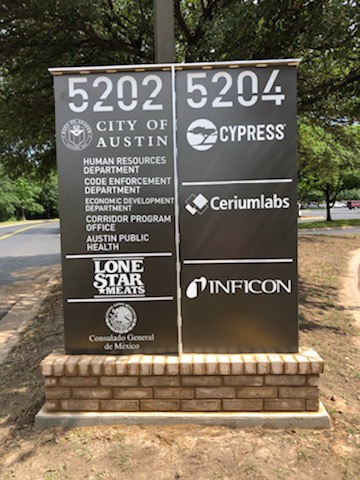 5202
CITY OF
AUSTIN
HUMAN RESOURCES
DEPARTMENT
CODE ENFORCEMENT
DEPARTMENT
ECONOMIC DEVELOPMENT
DEPARTMENT
CORRIDOR PROGRAM
OFFICE
AUSTIN PUBLIC
HEALTH
LONE
STAR
MEATS
Consulado General
de México
5204
CYPRESS®
Ceriumlabs
INFICON